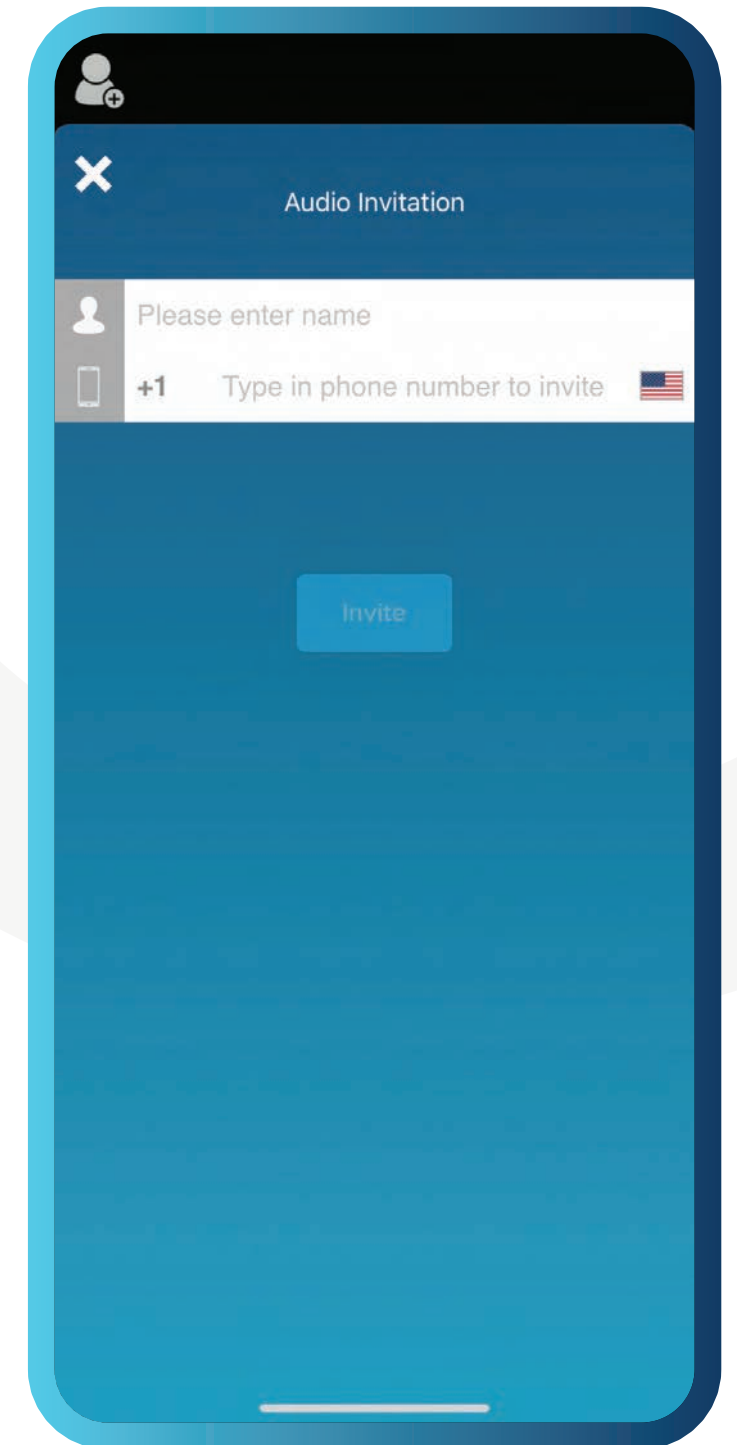 Audio Invitation
Please enter name
+1 Type in phone number to invite
Invite